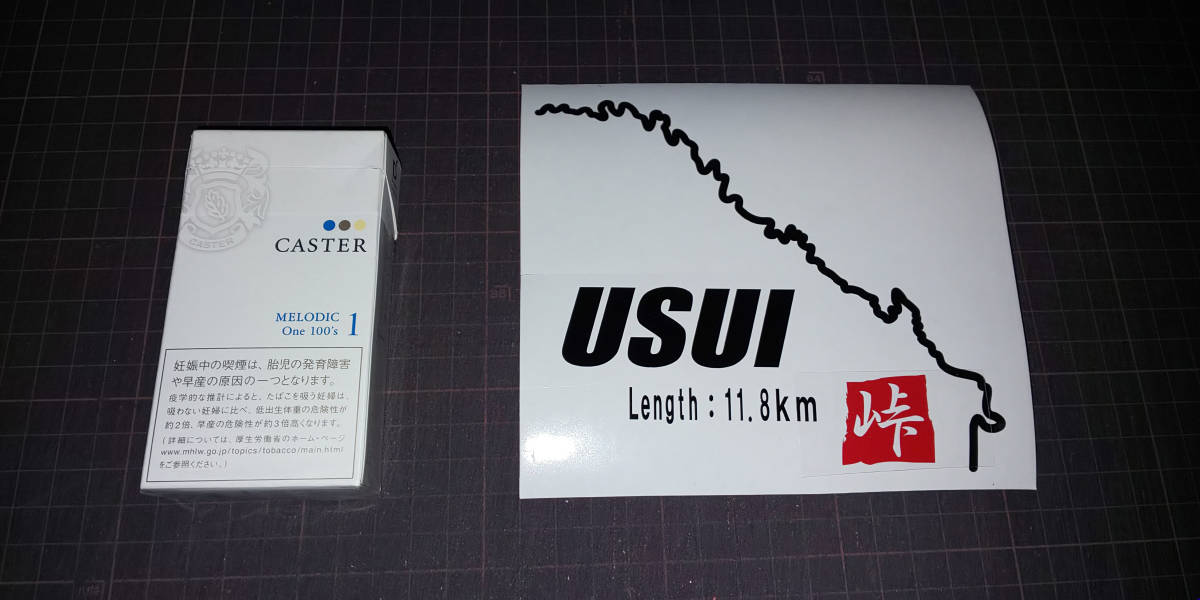 CASTER
CASTER
MELODIC
One 100's 1
妊娠中の喫煙は、胎児の発育障害
や早産の原因の一つとなります。
疫学的な推計によると、たばこを吸う妊婦は、
吸わない妊婦に比べ、低出生体重の危険性が
約2倍、早産の危険性が約3倍高くなります。
(詳細については、厚生労働省のホーム・ページ
www.mhlw.go.jp/topics/tobacco/main.html
をご参照ください。)
USUI
Length:11.8km
峠